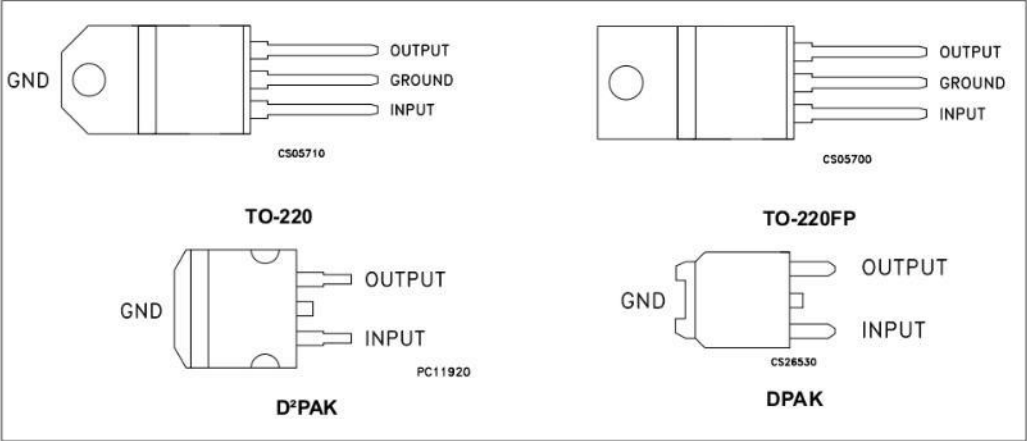 GND
OUTPUT
GROUND
INPUT
CS05710
TO-220
OUTPUT
GROUND
INPUT
CS05700
TO-220FP
GND
OUTPUT
INPUT
PC11920
D²PAK
GND
OUTPUT
INPUT
CS26530
DPAK